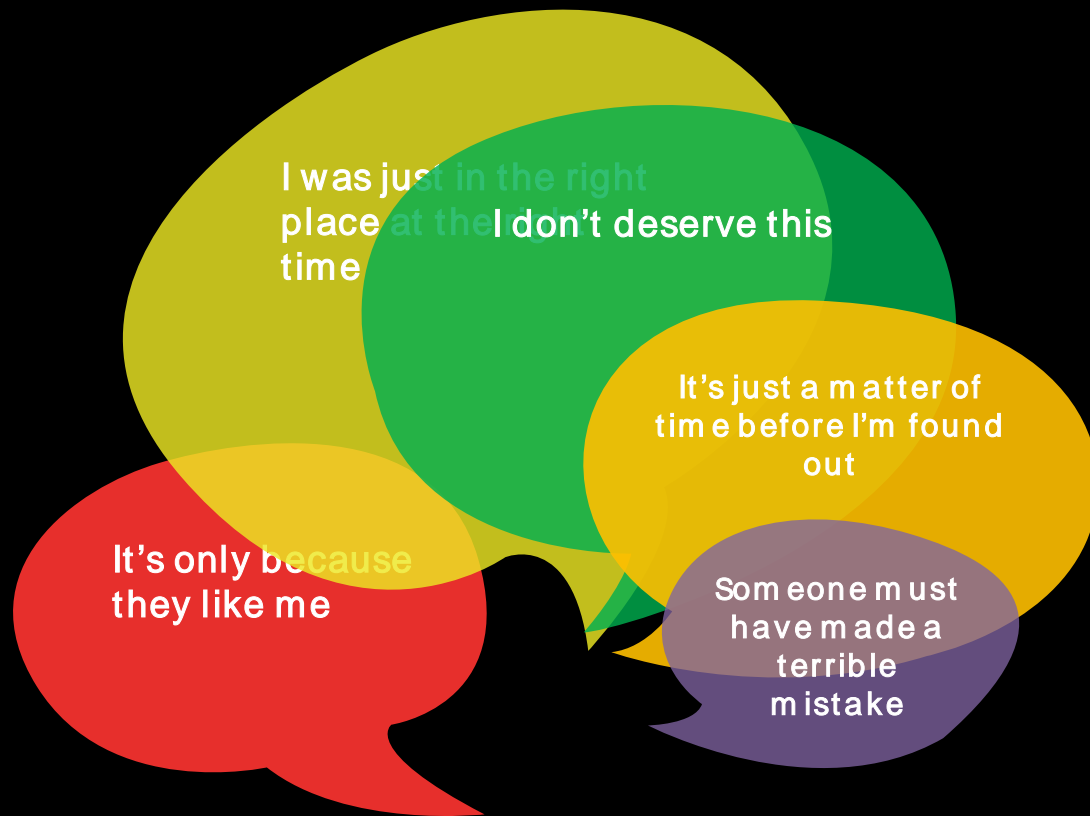 I was just in the right
place at the right
time
I don’t deserve this
It’s just a matter of
time before I’m found
out
It’s only because
they like me
Someone must
have made a
terrible
mistake